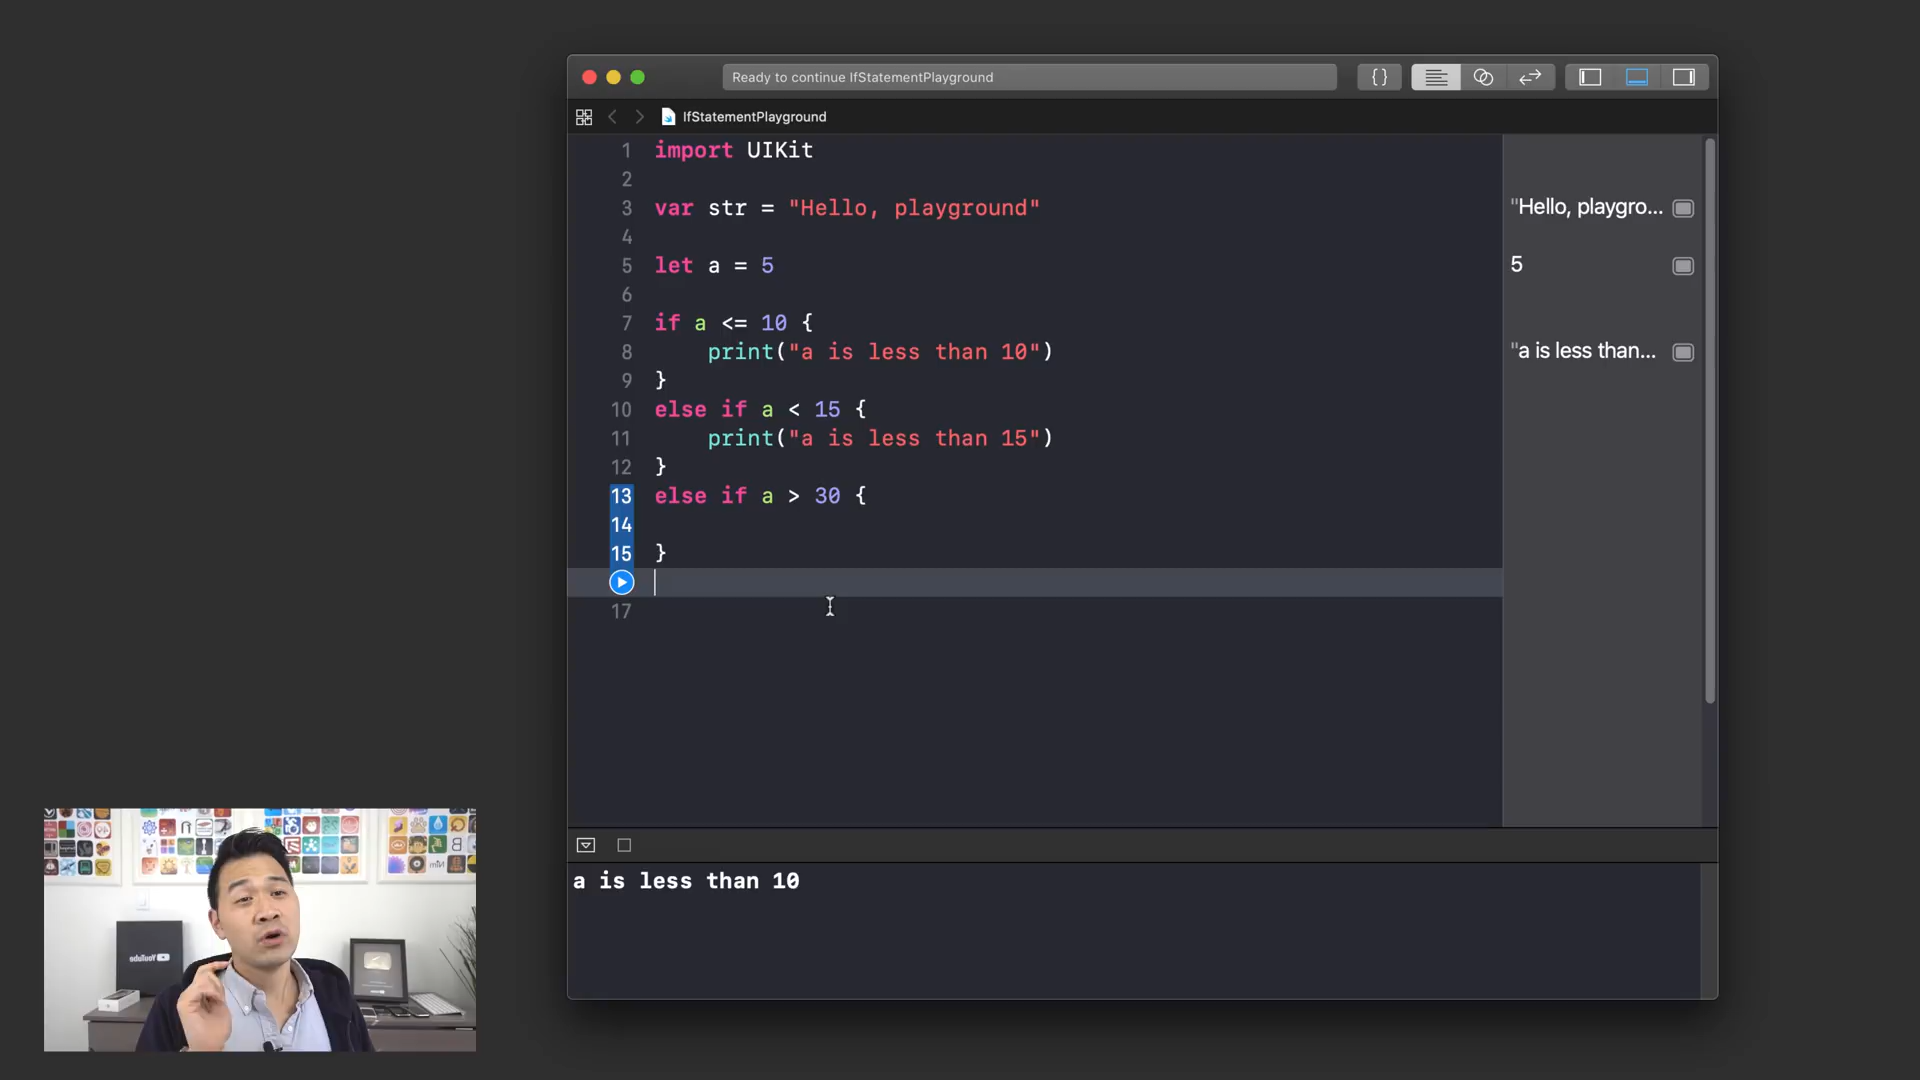 Ready to continue IfStatementPlayground
{}
IfStatementPlayground
1 import UIKit
2
3 var str = "Hello, playground"
"Hello, playgro...
4
5 let a = 5
5
6
7 if a <= 10 {
8 print("a is less than 10")
"a is less than...
9 }
10 else if a < 15 {
11 print("a is less than 15")
12 }
13 else if a > 30 {
14
15 }
17
a is less than 10
YouTube